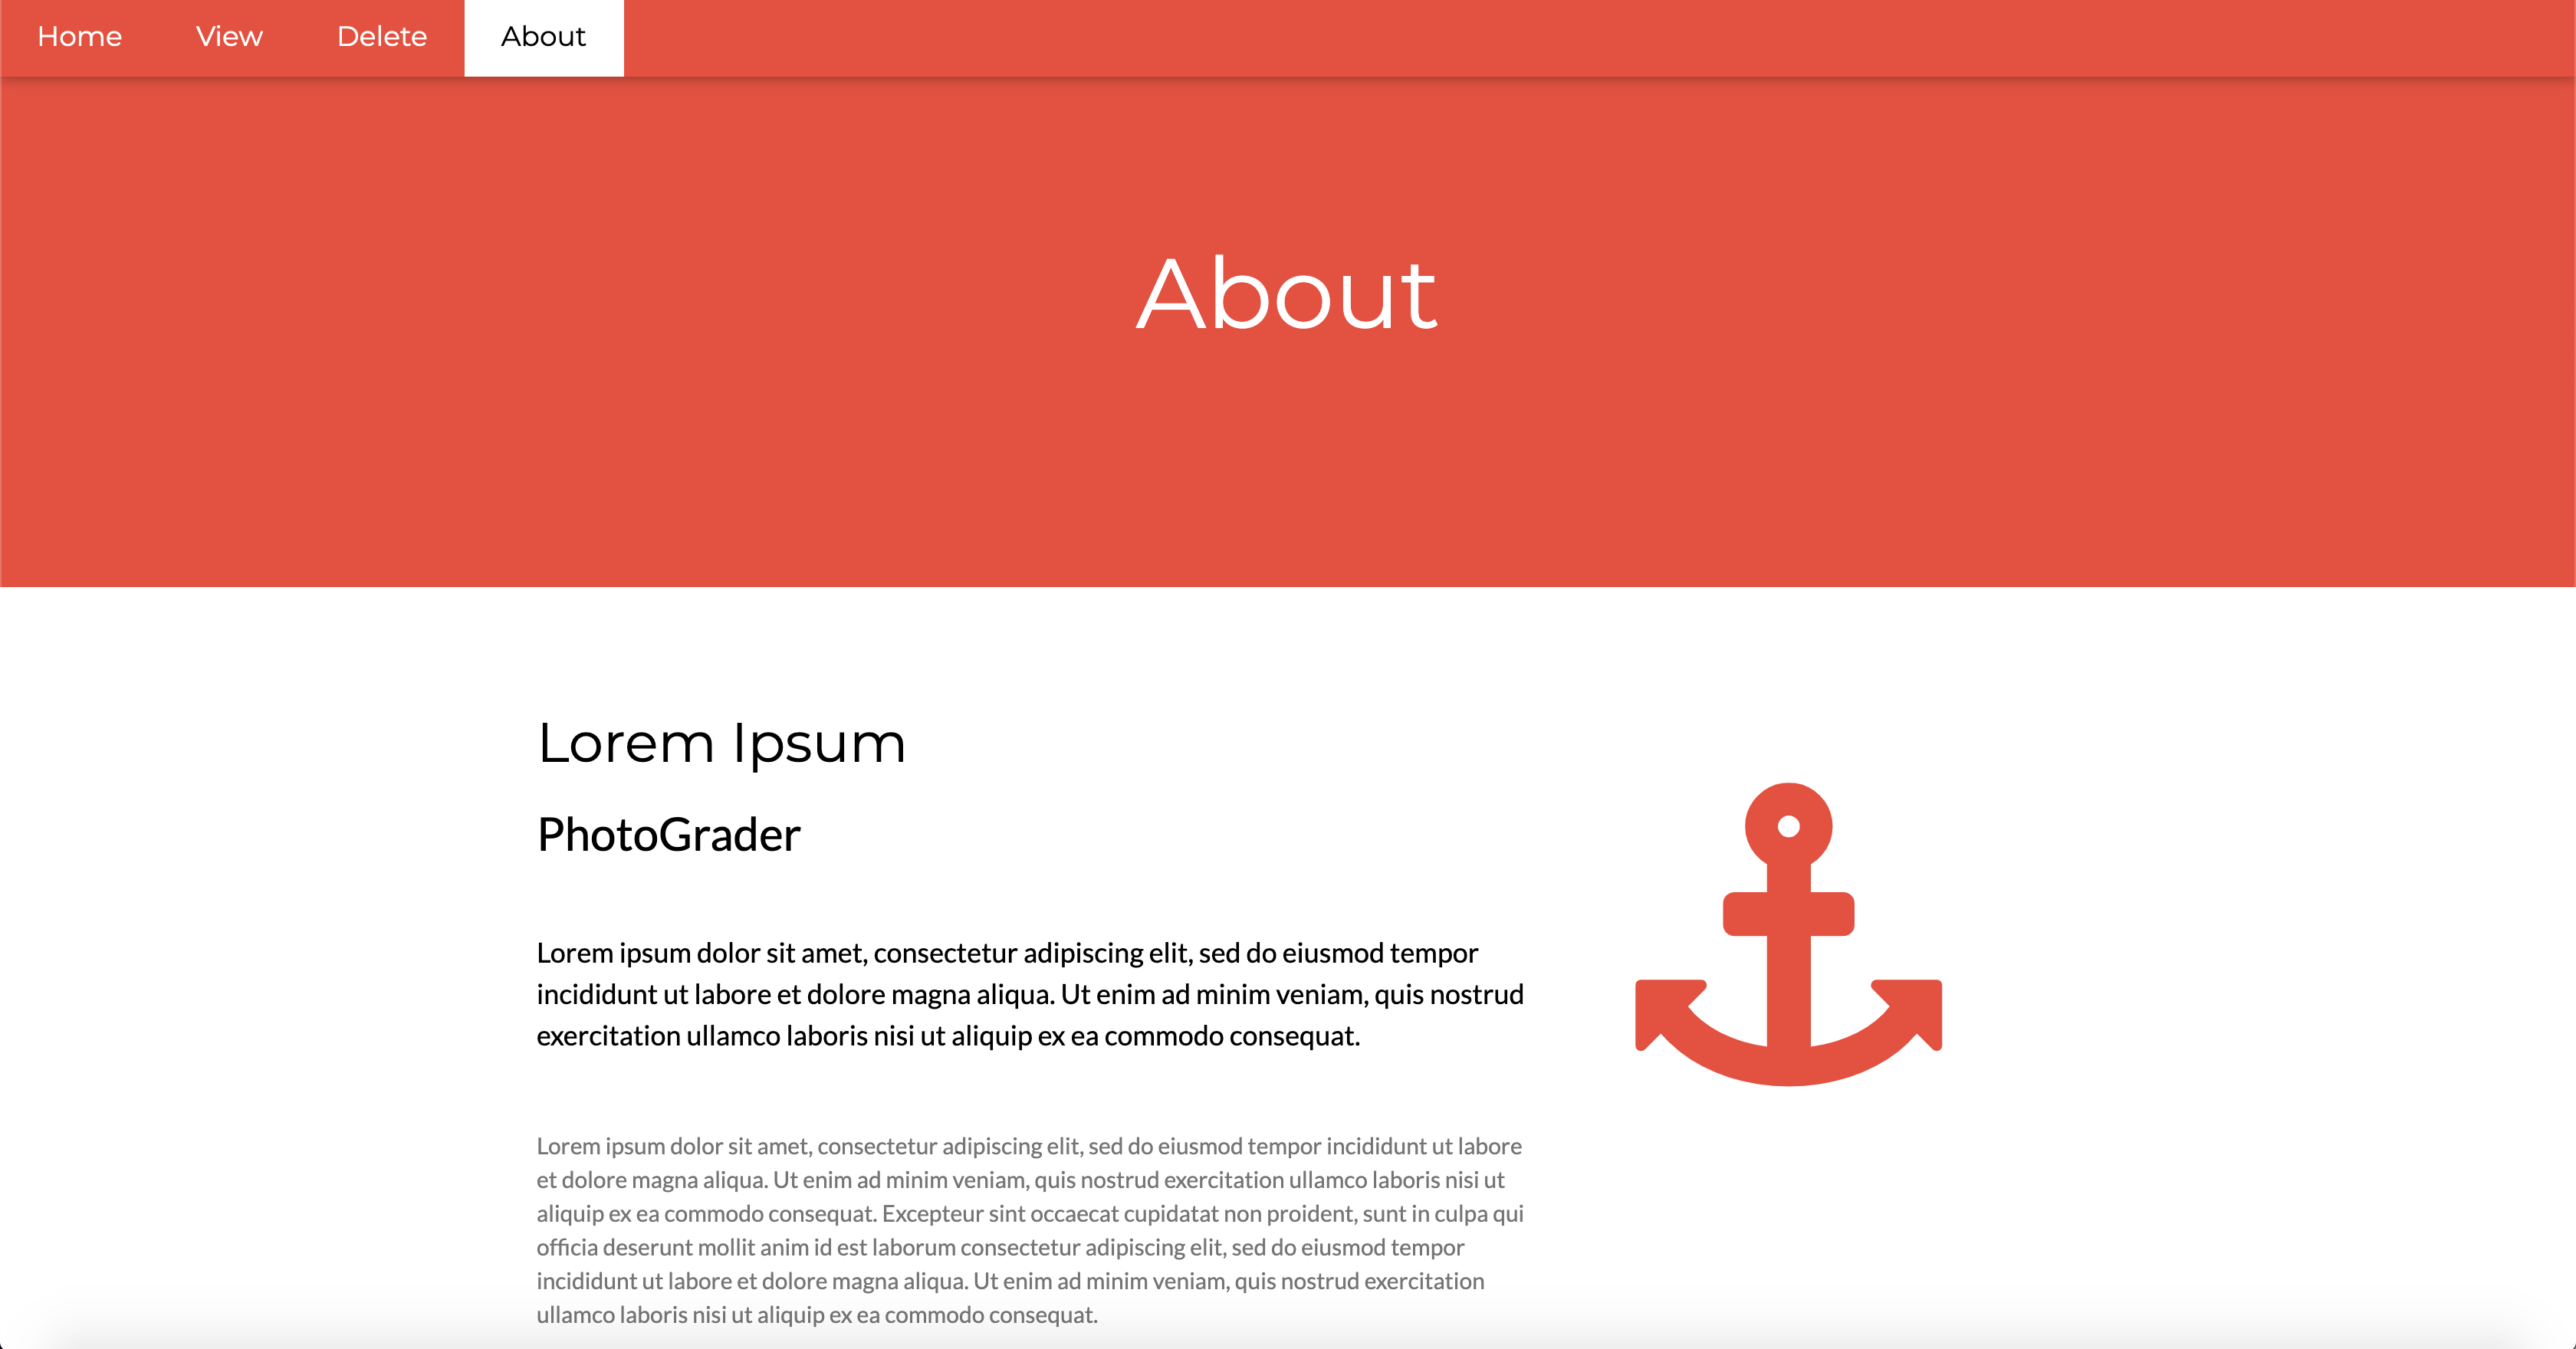 Home View Delete About
About
Lorem Ipsum
PhotoGrader
Lorem ipsum dolor sit amet, consectetur adipiscing elit, sed do eiusmod tempor
incididunt ut labore et dolore magna aliqua. Ut enim ad minim veniam, quis nostrud
exercitation ullamco laboris nisi ut aliquip ex ea commodo consequat.
Lorem ipsum dolor sit amet, consectetur adipiscing elit, sed do eiusmod tempor incididunt ut labore
et dolore magna aliqua. Ut enim ad minim veniam, quis nostrud exercitation ullamco laboris nisi ut
aliquip ex ea commodo consequat. Excepteur sint occaecat cupidatat non proident, sunt in culpa qui
officia deserunt mollit anim id est laborum consectetur adipiscing elit, sed do eiusmod tempor
incididunt ut labore et dolore magna aliqua. Ut enim ad minim veniam, quis nostrud exercitation
ullamco laboris nisi ut aliquip ex ea commodo consequat.